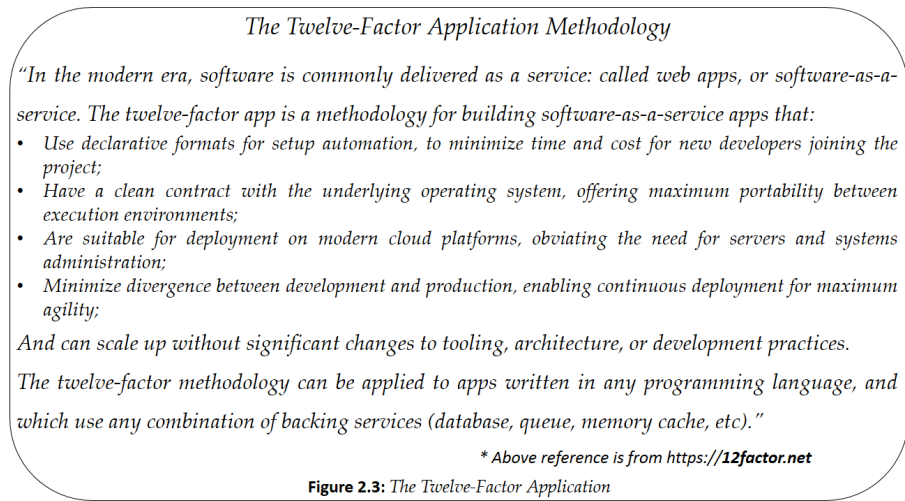 The Twelve-Factor Application Methodology
“In the modern era, software is commonly delivered as a service: called web apps, or software-as-a-
service. The twelve-factor app is a methodology for building software-as-a-service apps that:
• Use declarative formats for setup automation, to minimize time and cost for new developers joining the
project;
• Have a clean contract with the underlying operating system, offering maximum portability between
execution environments;
• Are suitable for deployment on modern cloud platforms, obviating the need for servers and systems
administration;
• Minimize divergence between development and production, enabling continuous deployment for maximum
agility;
And can scale up without significant changes to tooling, architecture, or development practices.
The twelve-factor methodology can be applied to apps written in any programming language, and
which use any combination of backing services (database, queue, memory cache, etc).”
* Above reference is from https://12factor.net
Figure 2.3: The Twelve-Factor Application